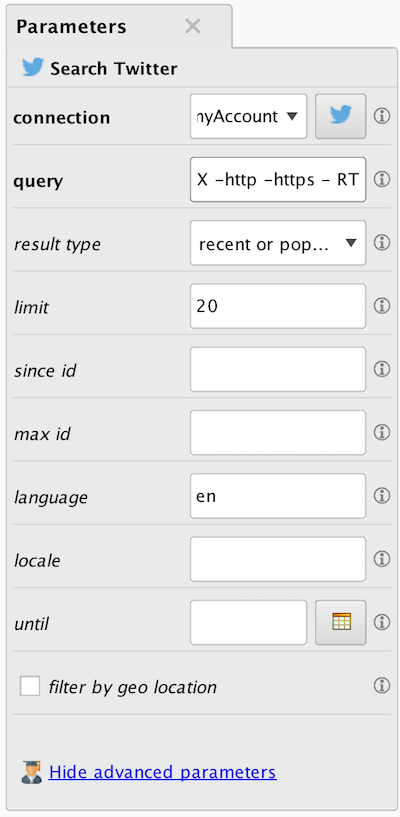 Parameters
Search Twitter
connection
myAccount
query
X -http -https - RT
result type
recent or pop...
limit
20
since id
max id
language
en
locale
until
filter by geo location
Hide advanced parameters